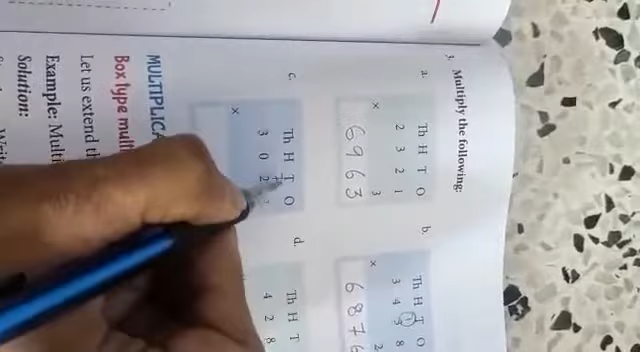 3. Multiply the following:
a. Th H T O
2 3 2 1
× 3
6 9 6 3
b. Th H T O
1
3 4 3 8
× 2
6 8 7 6
c. Th H T O
3 0 2
×
d. Th H T
4 2 8
MULTIPLICA
Box type mult
Let us extend th
Example: Multi
Solution: